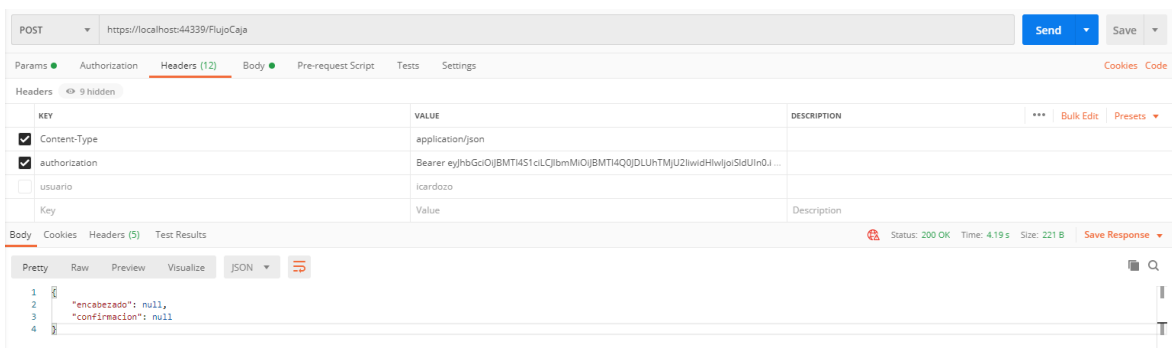 POST https://localhost:44339/FlujoCaja Send Save
Params Authorization Headers (12) Body Pre-request Script Tests Settings Cookies Code
Headers 9 hidden
KEY VALUE DESCRIPTION ••• Bulk Edit Presets
Content-Type application/json
authorization
usuario icardozo
Key Value Description
Body Cookies Headers (5) Test Results Status: 200 OK Time: 4.19 s Size: 221 B Save Response
Pretty Raw Preview Visualize JSON
1 {
2 "encabezado": null,
3 "confirmacion": null
4 }